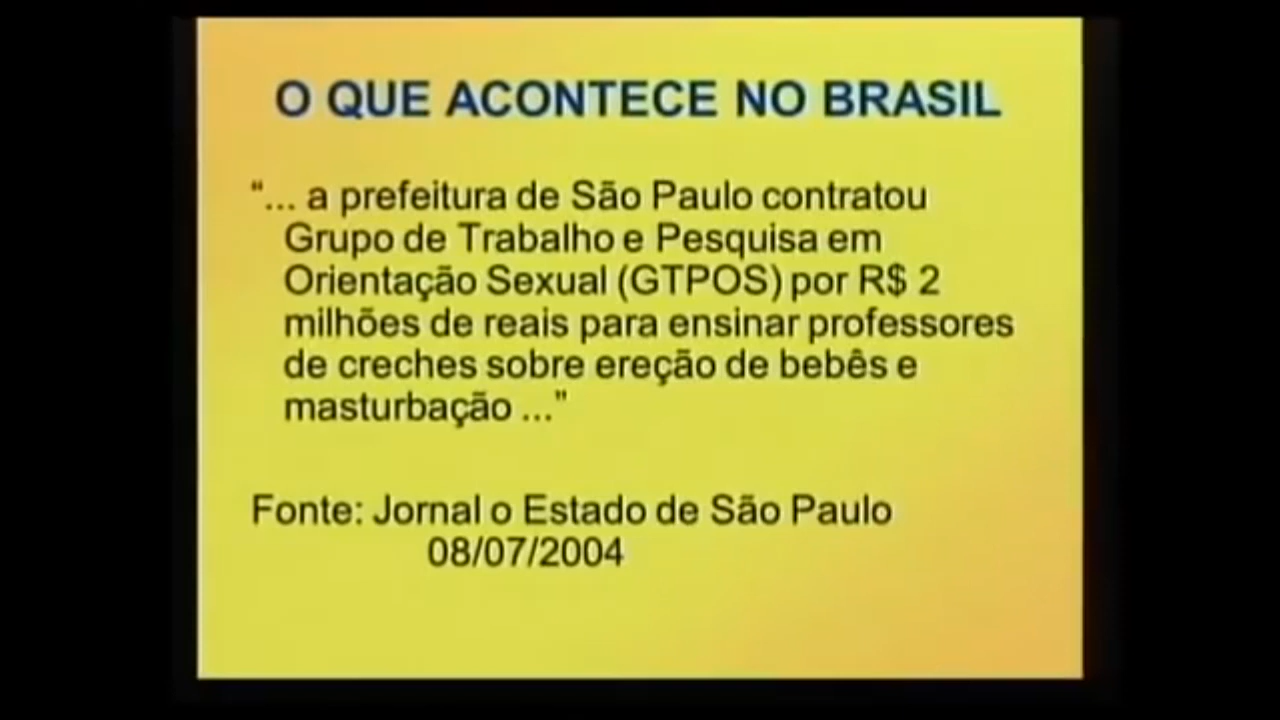 O QUE ACONTECE NO BRASIL
“... a prefeitura de São Paulo contratou
Grupo de Trabalho e Pesquisa em
Orientação Sexual (GTPOS) por R$ 2
milhões de reais para ensinar professores
de creches sobre ereção de bebês e
masturbação ...”
Fonte: Jornal o Estado de São Paulo
08/07/2004